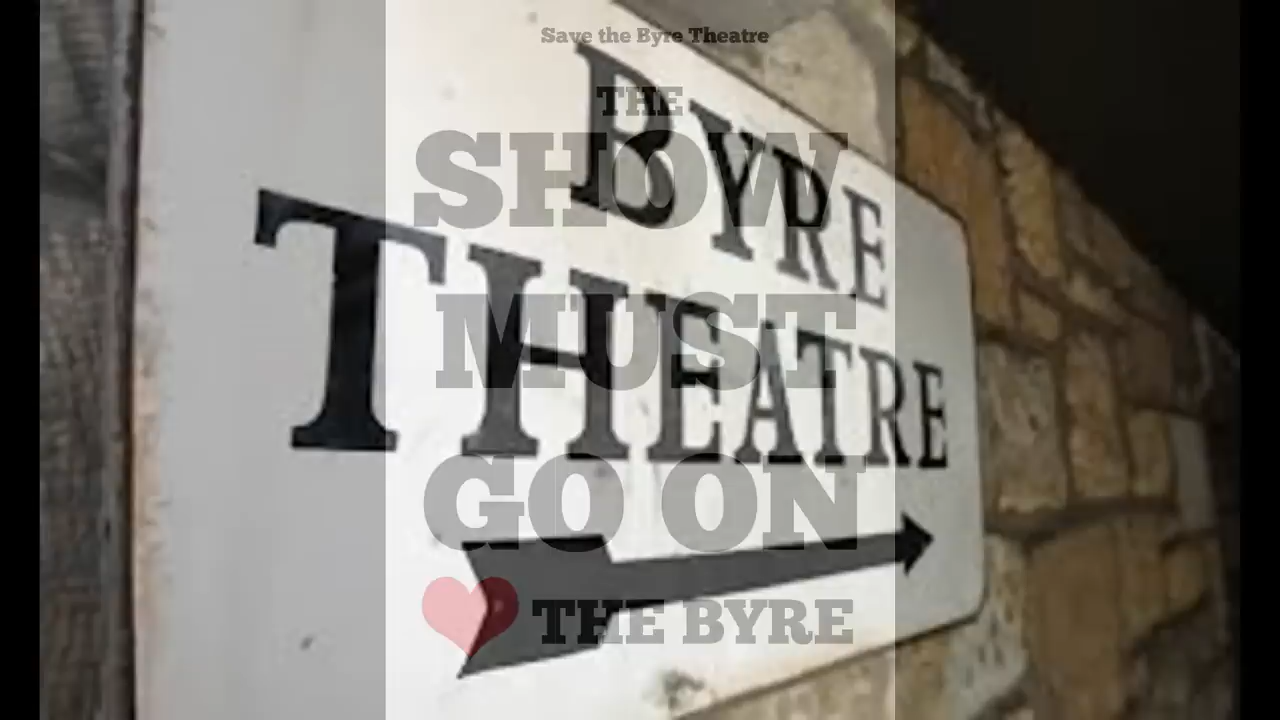 Save the Byre Theatre
THE
SHOW
MUST
GO ON
THE BYRE
BYRE
THEATRE